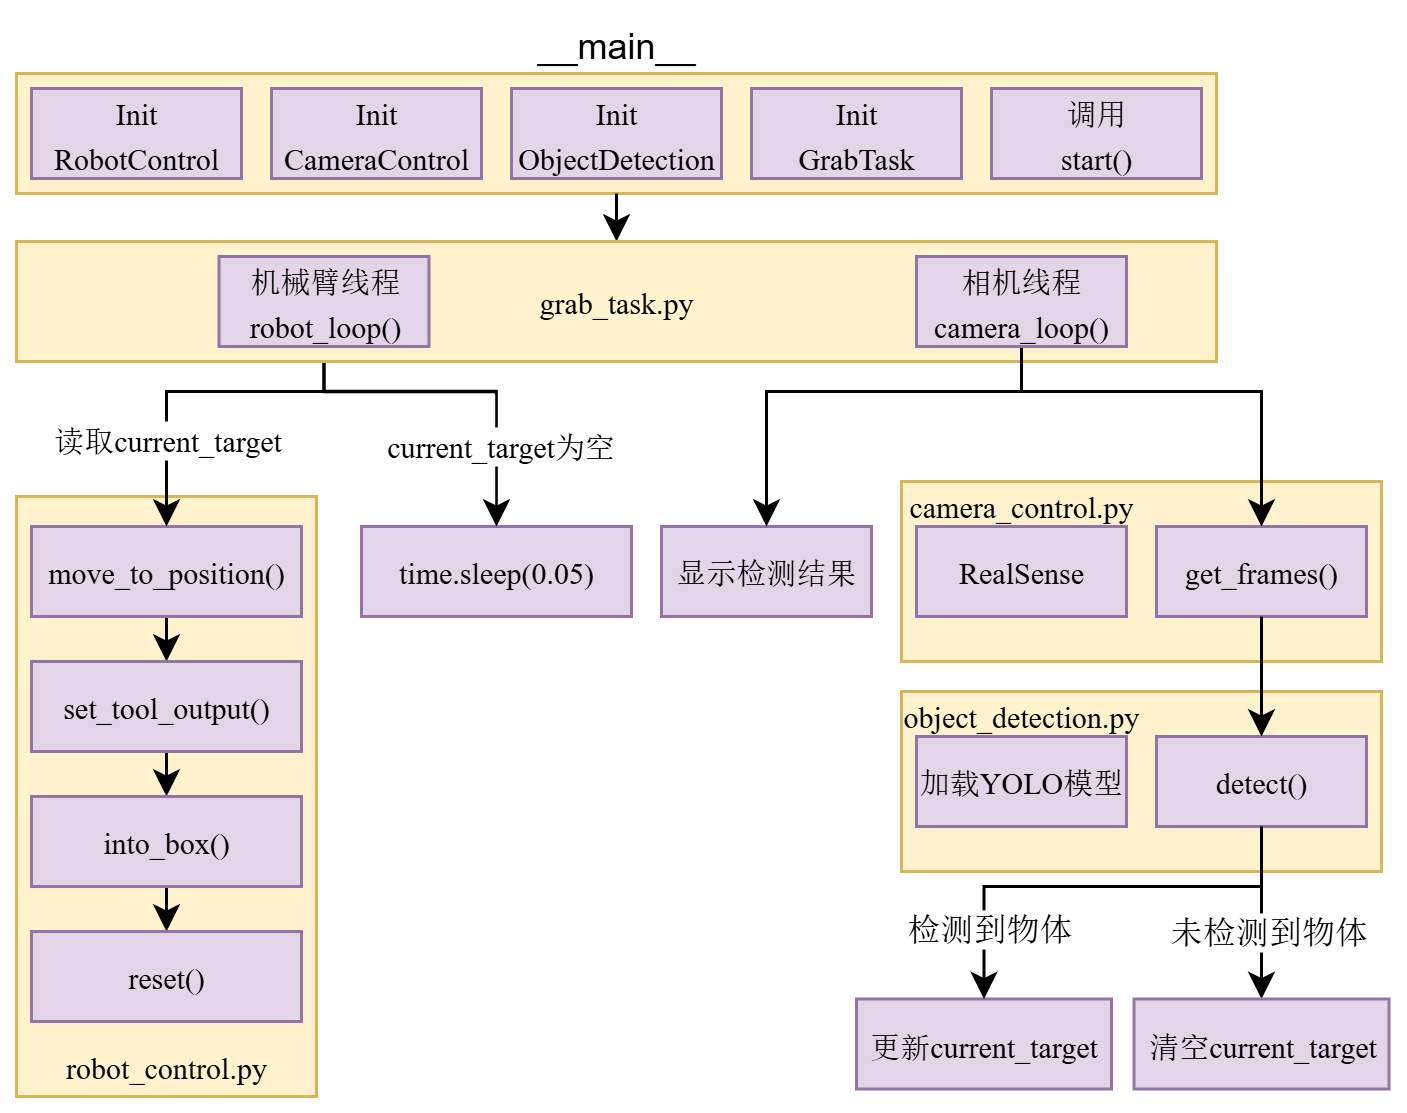 __main__
Init
RobotControl
Init
CameraControl
Init
ObjectDetection
Init
GrabTask
调用
start()
机械臂线程
robot_loop()
grab_task.py
相机线程
camera_loop()
读取current_target
current_target为空
move_to_position()
set_tool_output()
into_box()
reset()
robot_control.py
time.sleep(0.05)
显示检测结果
camera_control.py
RealSense
get_frames()
object_detection.py
加载YOLO模型
detect()
检测到物体
未检测到物体
更新current_target
清空current_target